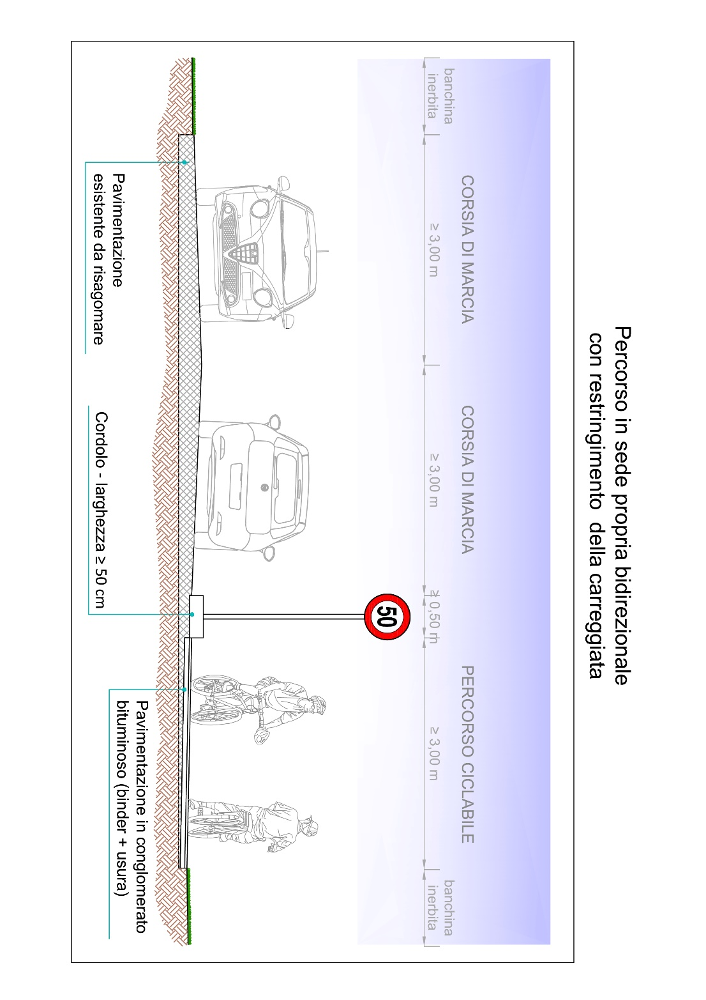 Percorso in sede propria bidirezionale
con restringimento della carreggiata
banchina
inerbita
CORSIA DI MARCIA
≥ 3,00 m
CORSIA DI MARCIA
≥ 3,00 m
≥ 0,50 m
PERCORSO CICLABILE
≥ 3,00 m
banchina
inerbita
50
Pavimentazione
esistente da risagomare
Cordolo - larghezza ≥ 50 cm
Pavimentazione in conglomerato
bituminoso (binder + usura)